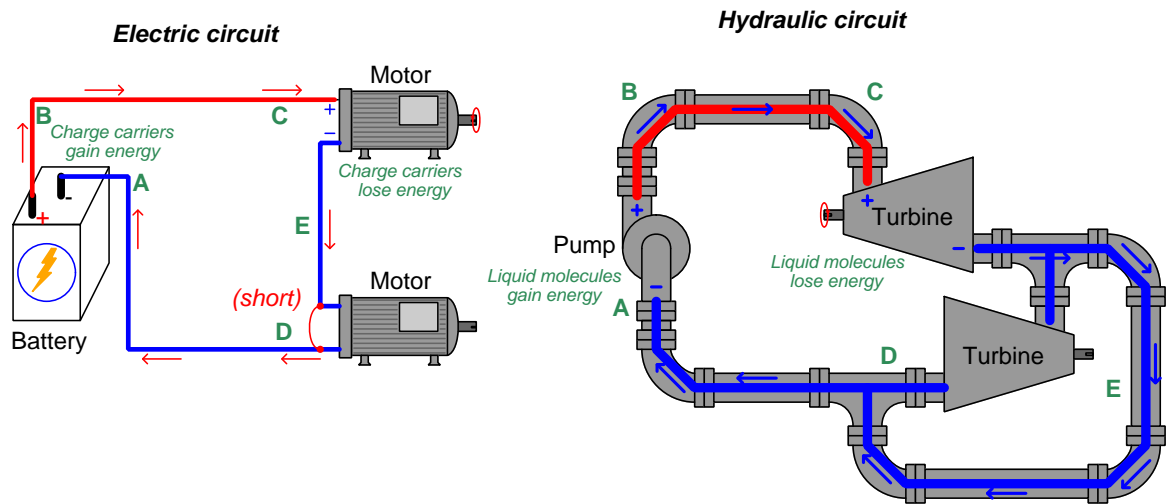 Electric circuit
Motor
B
C
+
−
Charge carriers
gain energy
Charge carriers
lose energy
A
-
+
E
Motor
(short)
D
Battery
Hydraulic circuit
B
C
+
+
Turbine
Pump
−
Liquid molecules
gain energy
Liquid molecules
lose energy
−
A
D
Turbine
E